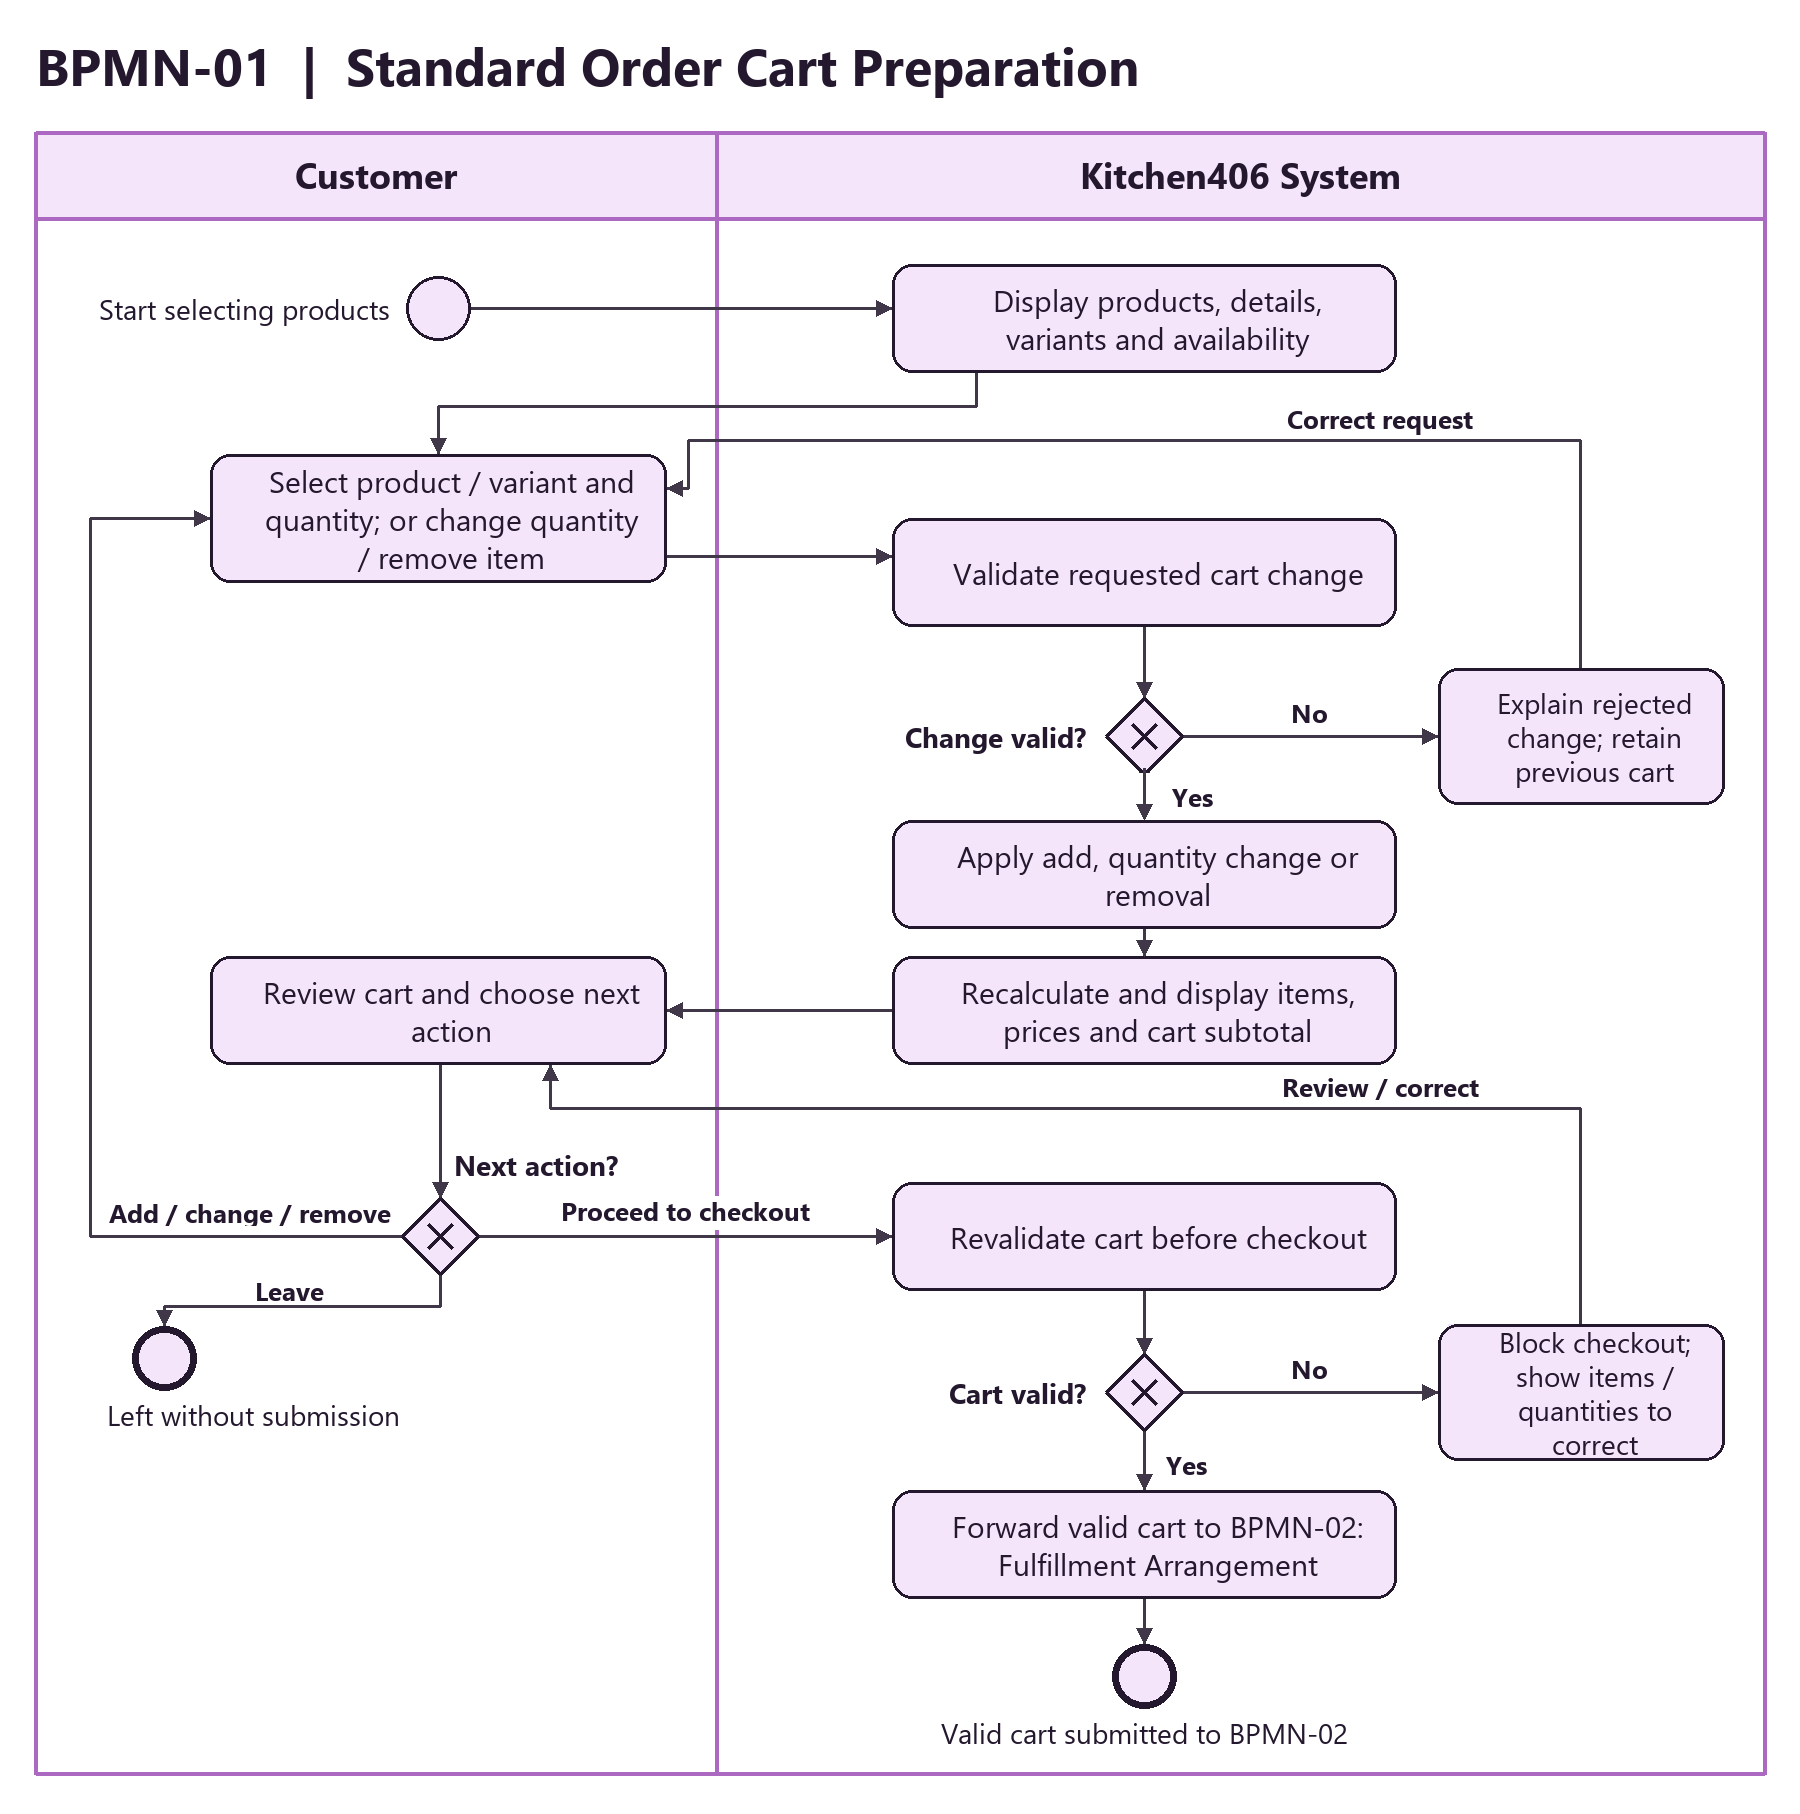 BPMN-01 | Standard Order Cart Preparation
Customer
Kitchen406 System
Start selecting products
Display products, details,
variants and availability
Correct request
Select product / variant and
quantity; or change quantity
/ remove item
Validate requested cart change
Change valid?
No
Explain rejected
change; retain
previous cart
Yes
Apply add, quantity change or
removal
Review cart and choose next
action
Recalculate and display items,
prices and cart subtotal
Review / correct
Next action?
Add / change / remove
Proceed to checkout
Revalidate cart before checkout
Leave
Left without submission
Cart valid?
No
Block checkout;
show items /
quantities to
correct
Yes
Forward valid cart to BPMN-02:
Fulfillment Arrangement
Valid cart submitted to BPMN-02